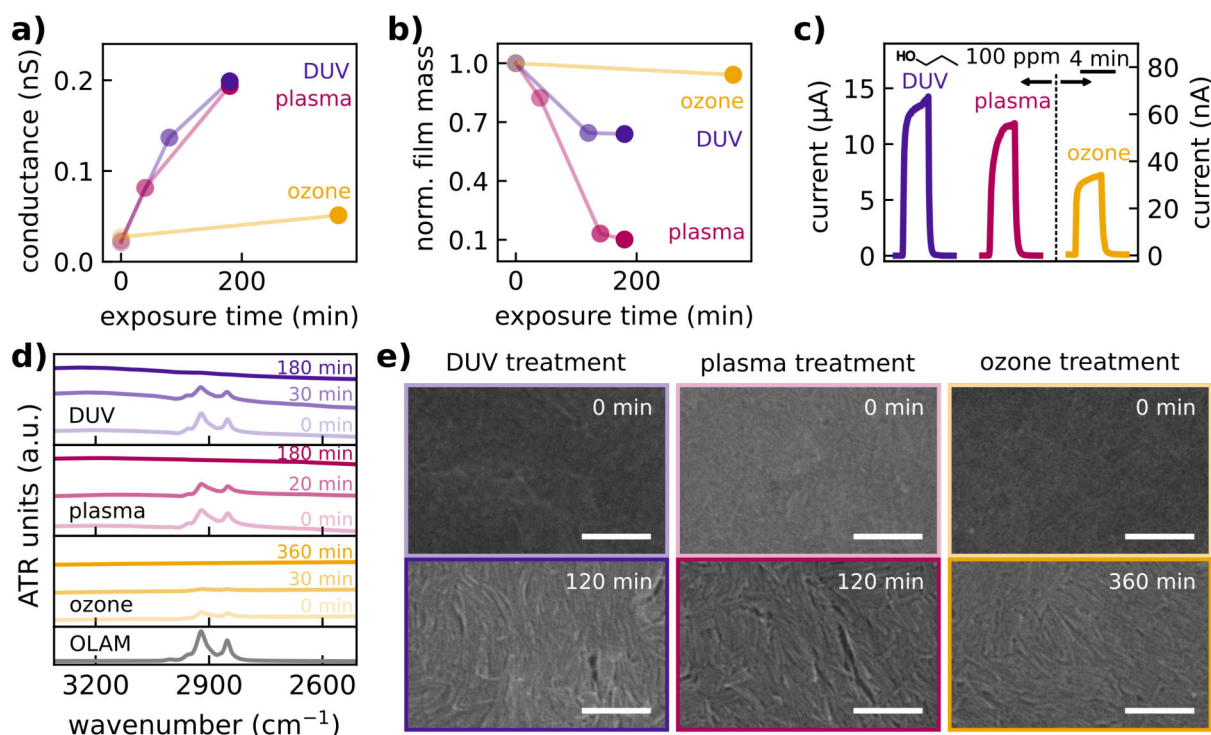 a)
conductance (nS)
0.2
0.1
0.0
DUV
plasma
ozone
0
200
exposure time (min)
b)
norm. film mass
1.0
0.7
0.4
0.1
ozone
DUV
plasma
0
200
exposure time (min)
c)
HO
100 ppm
4 min
DUV
plasma
ozone
current (µA)
15
10
5
0
80
60
40
20
0
current (nA)
d)
ATR units (a.u.)
180 min
30 min
DUV
0 min
180 min
20 min
plasma
0 min
360 min
30 min
ozone
0 min
OLAM
3200
2900
2600
wavenumber (cm⁻¹)
e)
DUV treatment
plasma treatment
ozone treatment
0 min
0 min
0 min
120 min
120 min
360 min